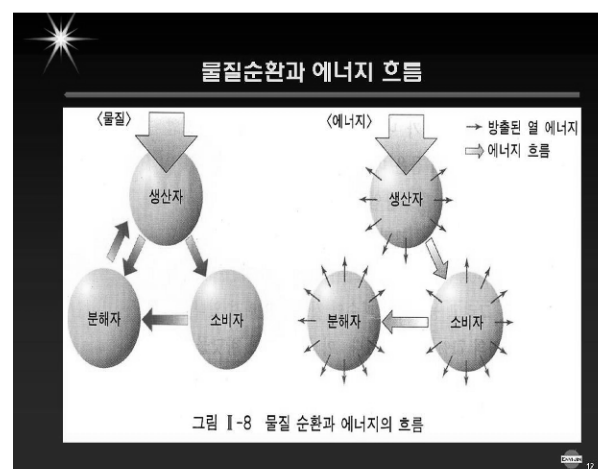 물질순환과 에너지 흐름
〈물질〉
〈에너지〉
→ 방출된 열 에너지
⇨ 에너지 흐름
생산자
생산자
분해자
소비자
분해자
소비자
그림 Ⅱ-8 물질 순환과 에너지의 흐름
12